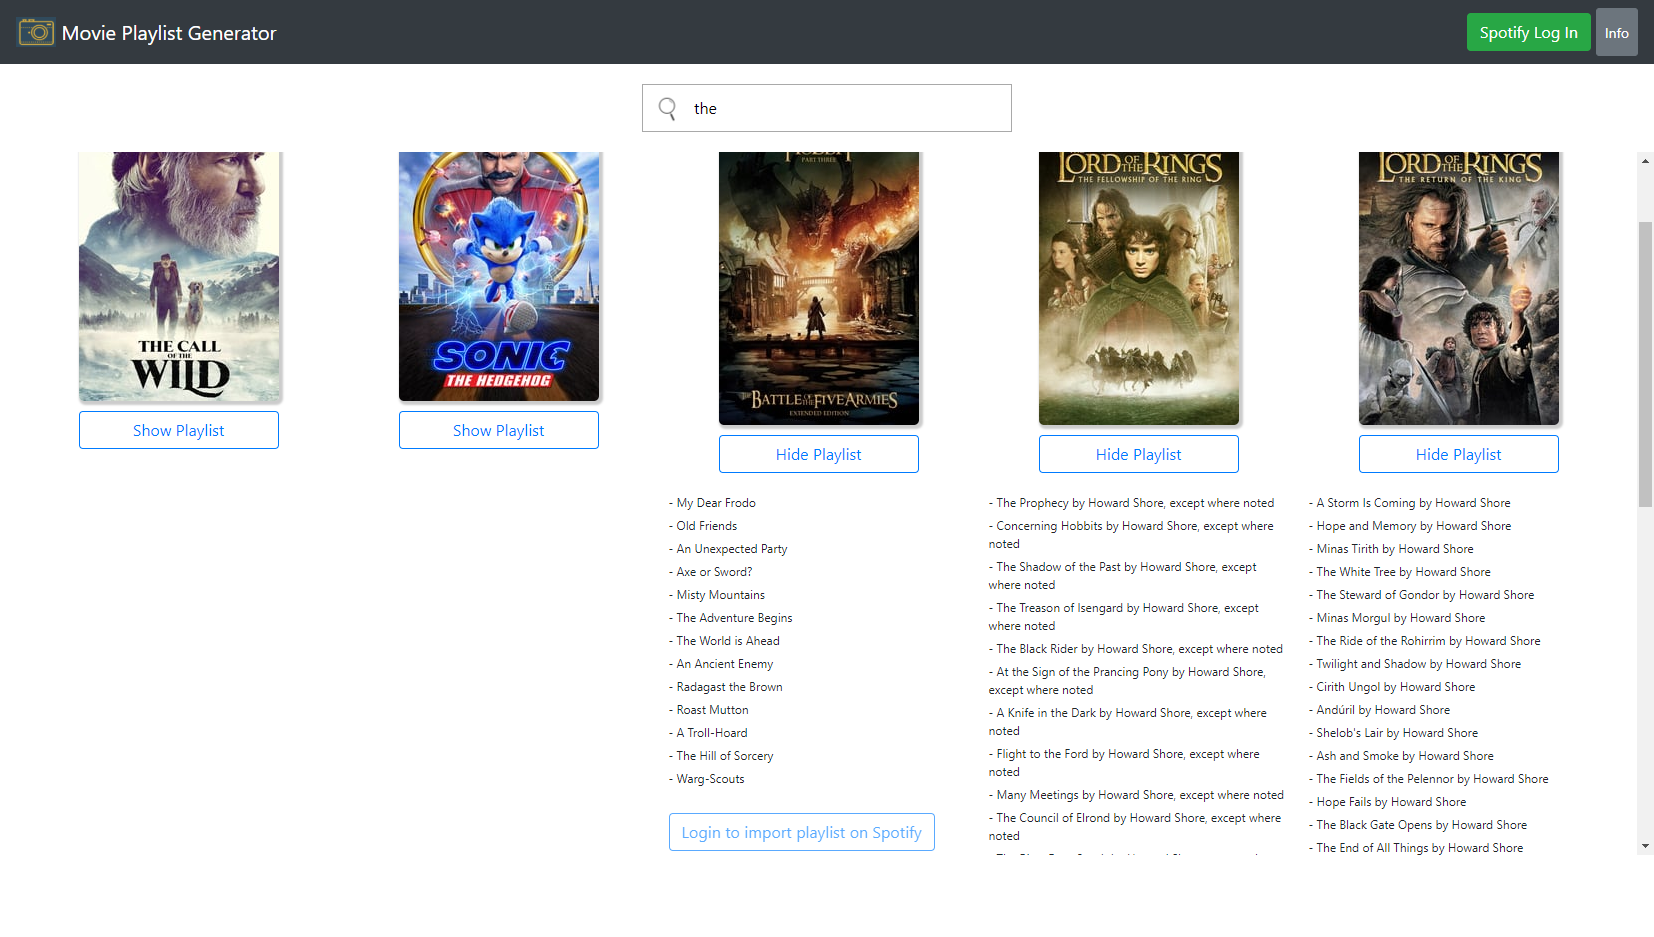 Movie Playlist Generator
Spotify Log In
Info
the
THE CALL
OF THE
WILD
Show Playlist
SONIC
THE HEDGEHOG
Show Playlist
HOBBIT
PART THREE
THE BATTLE OF THE FIVE ARMIES
EXTENDED EDITION
Hide Playlist
- My Dear Frodo
- Old Friends
- An Unexpected Party
- Axe or Sword?
- Misty Mountains
- The Adventure Begins
- The World is Ahead
- An Ancient Enemy
- Radagast the Brown
- Roast Mutton
- A Troll-Hoard
- The Hill of Sorcery
- Warg-Scouts
Login to import playlist on Spotify
LORD OF THE RINGS
THE FELLOWSHIP OF THE RING
Hide Playlist
- The Prophecy by Howard Shore, except where noted
- Concerning Hobbits by Howard Shore, except where
noted
- The Shadow of the Past by Howard Shore, except
where noted
- The Treason of Isengard by Howard Shore, except
where noted
- The Black Rider by Howard Shore, except where noted
- At the Sign of the Prancing Pony by Howard Shore,
except where noted
- A Knife in the Dark by Howard Shore, except where
noted
- Flight to the Ford by Howard Shore, except where
noted
- Many Meetings by Howard Shore, except where noted
- The Council of Elrond by Howard Shore, except where
noted
LORD OF THE RINGS
THE RETURN OF THE KING
Hide Playlist
- A Storm Is Coming by Howard Shore
- Hope and Memory by Howard Shore
- Minas Tirith by Howard Shore
- The White Tree by Howard Shore
- The Steward of Gondor by Howard Shore
- Minas Morgul by Howard Shore
- The Ride of the Rohirrim by Howard Shore
- Twilight and Shadow by Howard Shore
- Cirith Ungol by Howard Shore
- Andúril by Howard Shore
- Shelob's Lair by Howard Shore
- Ash and Smoke by Howard Shore
- The Fields of the Pelennor by Howard Shore
- Hope Fails by Howard Shore
- The Black Gate Opens by Howard Shore
- The End of All Things by Howard Shore